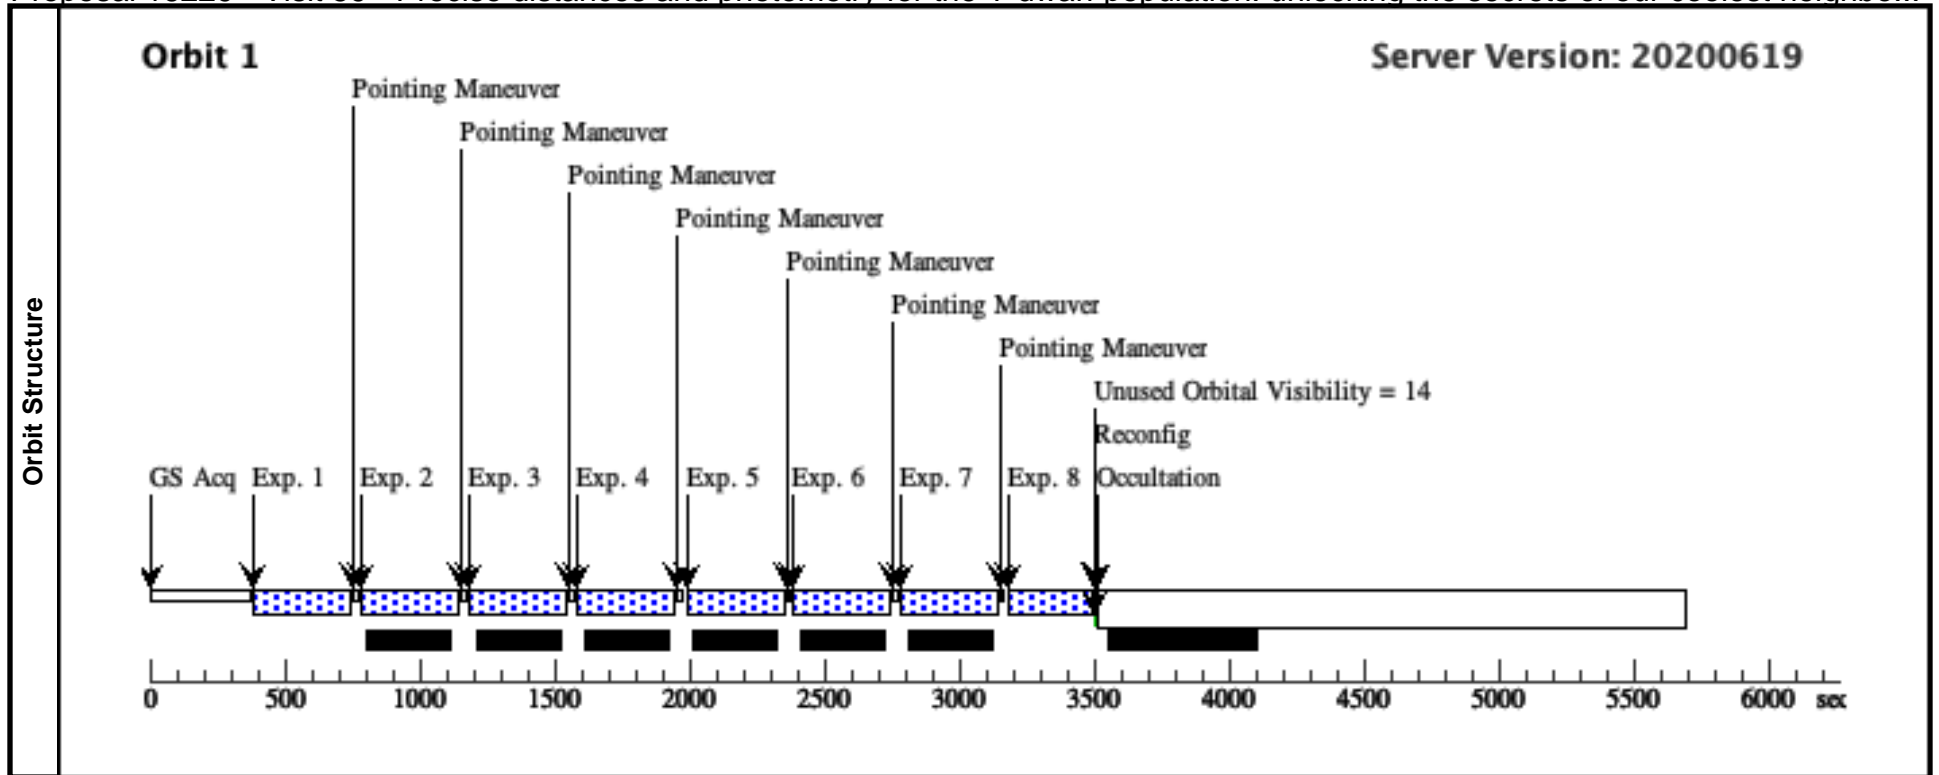 Orbit Structure
Orbit 1
Server Version: 20200619
Pointing Maneuver
Pointing Maneuver
Pointing Maneuver
Pointing Maneuver
Pointing Maneuver
Pointing Maneuver
Pointing Maneuver
Unused Orbital Visibility = 14
Reconfig
GS Acq Exp. 1 Exp. 2 Exp. 3 Exp. 4 Exp. 5 Exp. 6 Exp. 7 Exp. 8 Occultation
0 500 1000 1500 2000 2500 3000 3500 4000 4500 5000 5500 6000 sec